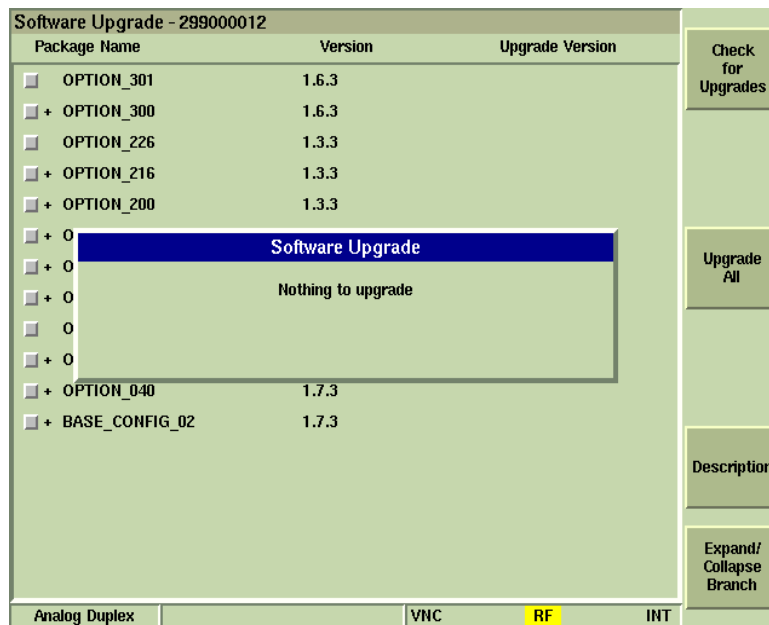 Software Upgrade - 299000012
Package Name Version Upgrade Version
OPTION_301 1.6.3
+ OPTION_300 1.6.3
OPTION_226 1.3.3
+ OPTION_216 1.3.3
+ OPTION_200 1.3.3
+ O
+ O
+ O
O
+ O
Software Upgrade
Nothing to upgrade
+ OPTION_040 1.7.3
+ BASE_CONFIG_02 1.7.3
Check
for
Upgrades
Upgrade
All
Description
Expand/
Collapse
Branch
Analog Duplex VNC RF INT